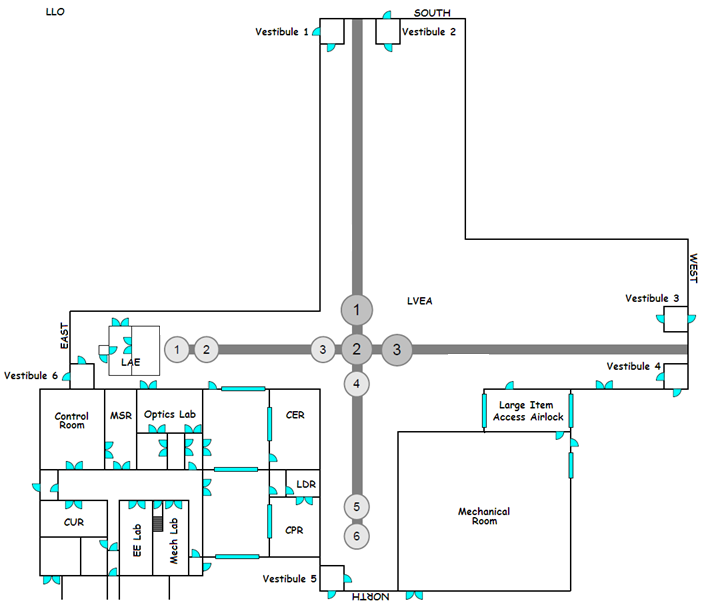 LLO
SOUTH
Vestibule 1
Vestibule 2
WEST
Vestibule 3
LVEA
1
EAST
1
2
3
2
3
LAE
Vestibule 4
Vestibule 6
4
Control
Room
MSR
Optics Lab
CER
Large Item
Access Airlock
LDR
5
CUR
EE Lab
Mech Lab
CPR
6
Mechanical
Room
Vestibule 5
NORTH